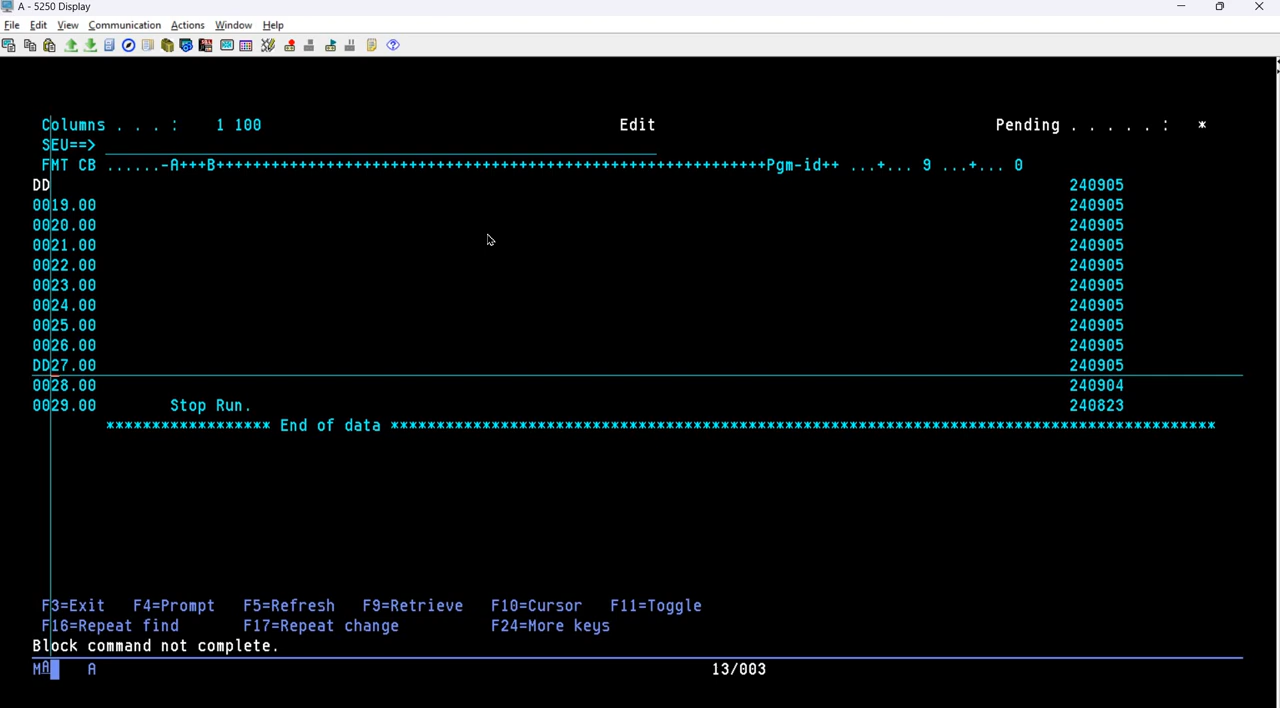 A - 5250 Display
File Edit View Communication Actions Window Help
Columns . . . :    1 100                                        Edit                                        Pending . . . . . :   *
SEU==>
FMT CB ......-A+++B++++++++++++++++++++++++++++++++++++++++++++++++++++++++++++Pgm-id++ ...+... 9 ...+... 0
DD 240905
0019.00 240905
0020.00 240905
0021.00 240905
0022.00 240905
0023.00 240905
0024.00 240905
0025.00 240905
0026.00 240905
DD27.00 240905
0028.00 240904
0029.00        Stop Run. 240823
****************** End of data ******************************************************************************************
F3=Exit   F4=Prompt   F5=Refresh   F9=Retrieve   F10=Cursor   F11=Toggle
F16=Repeat find       F17=Repeat change          F24=More keys
Block command not complete.
MA    A    13/003